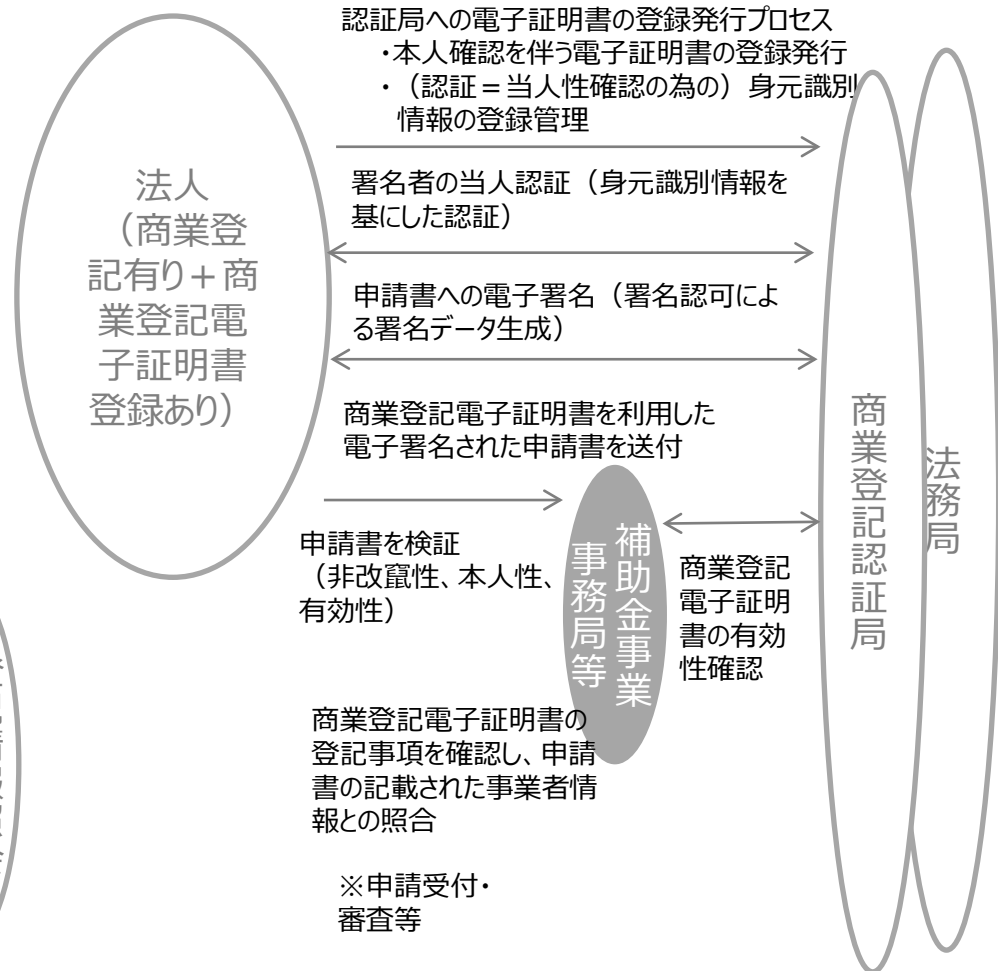 認証局への電子証明書の登録発行プロセス
・本人確認を伴う電子証明書の登録発行
・（認証＝当人性確認の為の）身元識別
情報の登録管理
法人
（商業登
記有り＋商
業登記電
子証明書
登録あり）
署名者の当人認証（身元識別情報を
基にした認証）
申請書への電子署名（署名認可によ
る署名データ生成）
商業登記電子証明書を利用した
電子署名された申請書を送付
申請書を検証
（非改竄性、本人性、
有効性）
補助金事業
事務局等
商業登記
電子証明
書の有効
性確認
商業登記認証局
法務局
商業登記電子証明書の
登記事項を確認し、申請
書の記載された事業者情
報との照合
※申請受付・
審査等